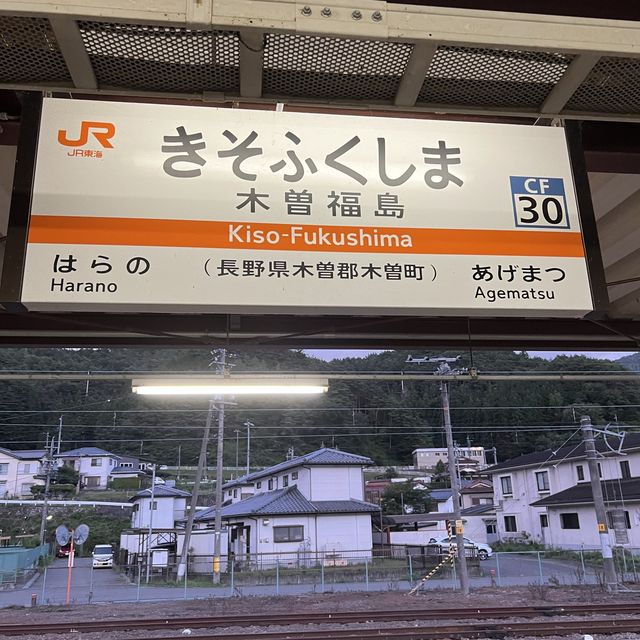 JR
JR東海
きそふくしま
木曽福島
CF
30
Kiso-Fukushima
はらの
Harano
（長野県木曽郡木曽町）
あげまつ
Agematsu